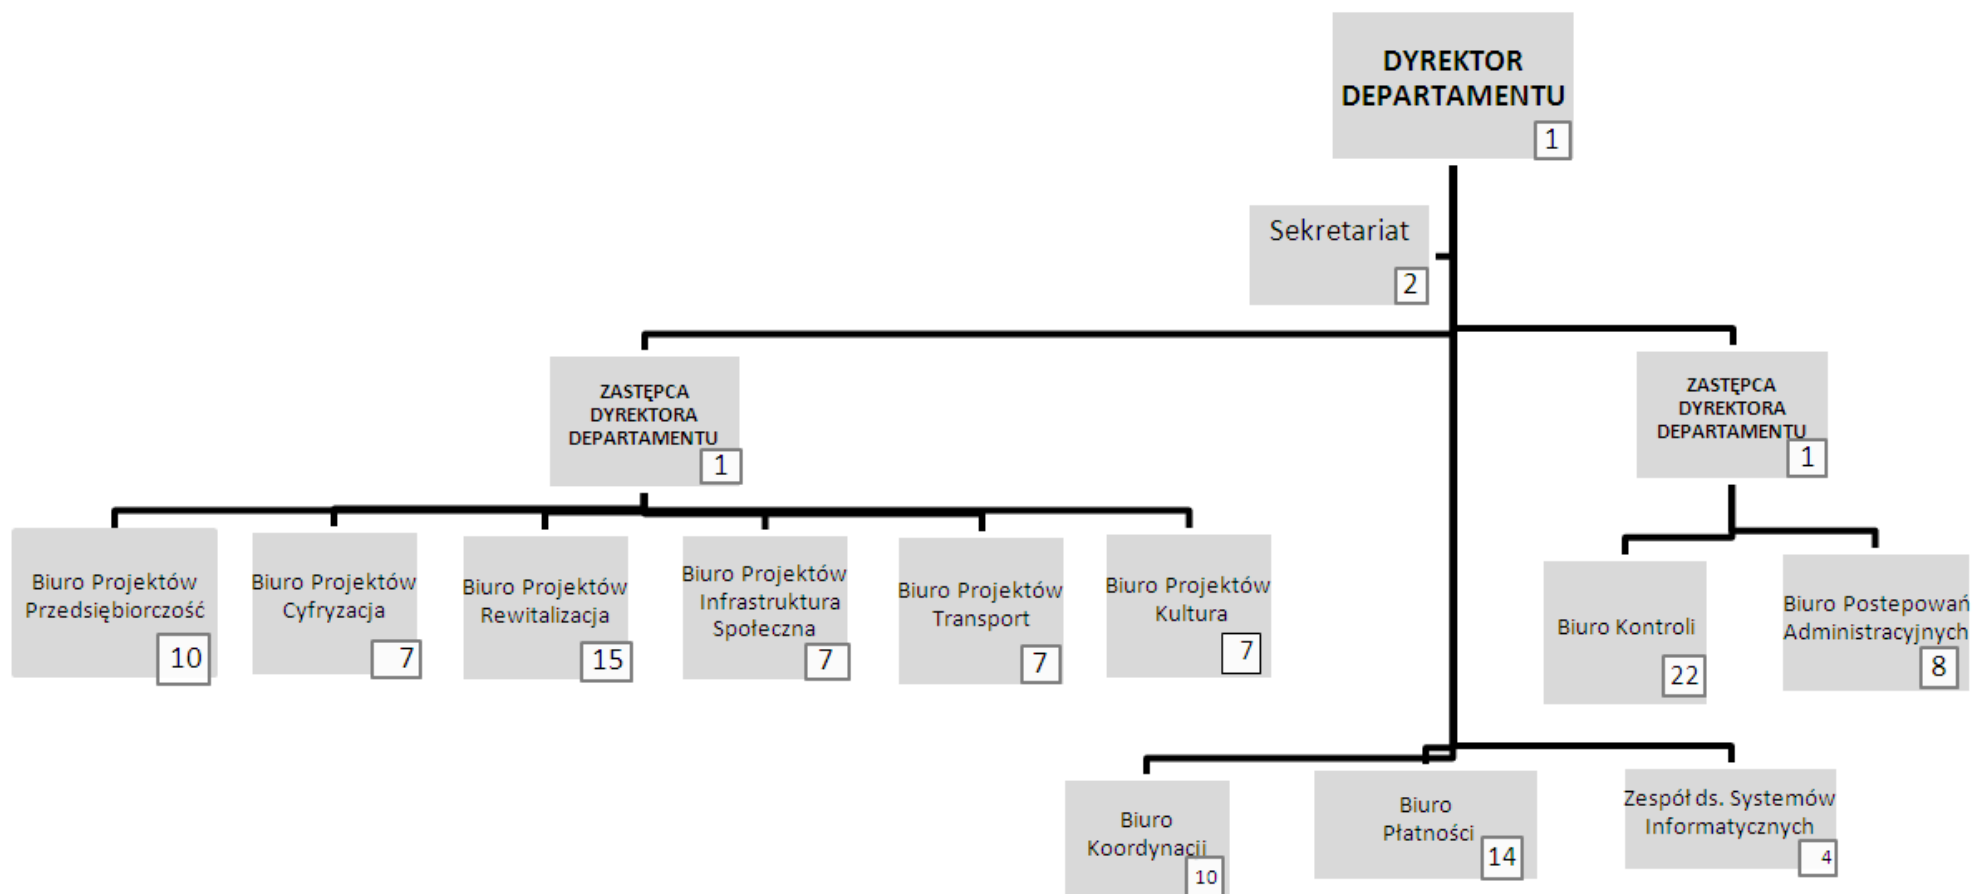 DYREKTOR
DEPARTAMENTU
1
Sekretariat
2
ZASTĘPCA
DYREKTORA
DEPARTAMENTU
1
ZASTĘPCA
DYREKTORA
DEPARTAMENTU
1
Biuro Projektów
Przedsiębiorczość
10
Biuro Projektów
Cyfryzacja
7
Biuro Projektów
Rewitalizacja
15
Biuro Projektów
Infrastruktura
Społeczna
7
Biuro Projektów
Transport
7
Biuro Projektów
Kultura
7
Biuro Kontroli
22
Biuro Postepowań
Administracyjnych
8
Biuro
Koordynacji
10
Biuro
Płatności
14
Zespół ds. Systemów
Informatycznych
4